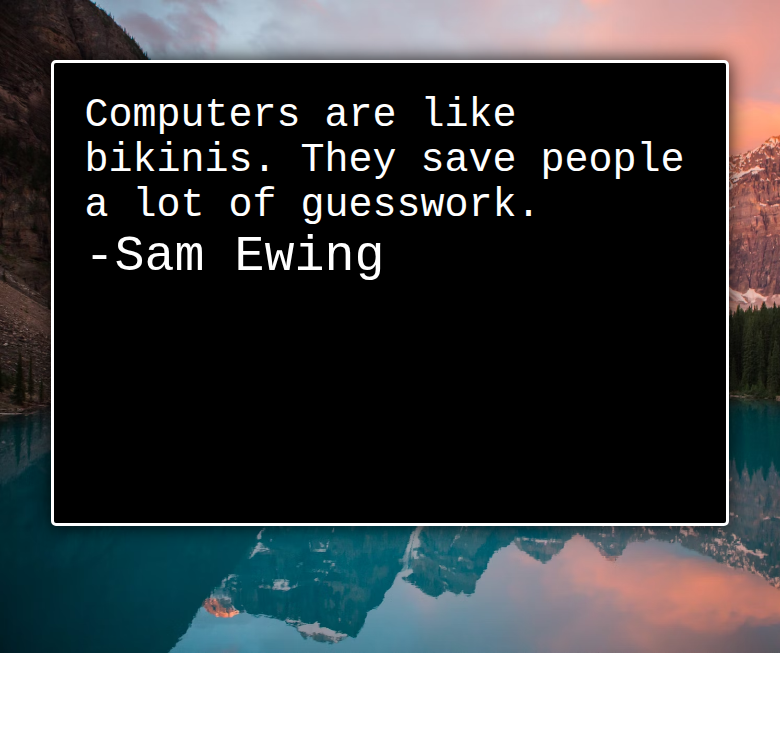 Computers are like
bikinis. They save people
a lot of guesswork.
-Sam Ewing